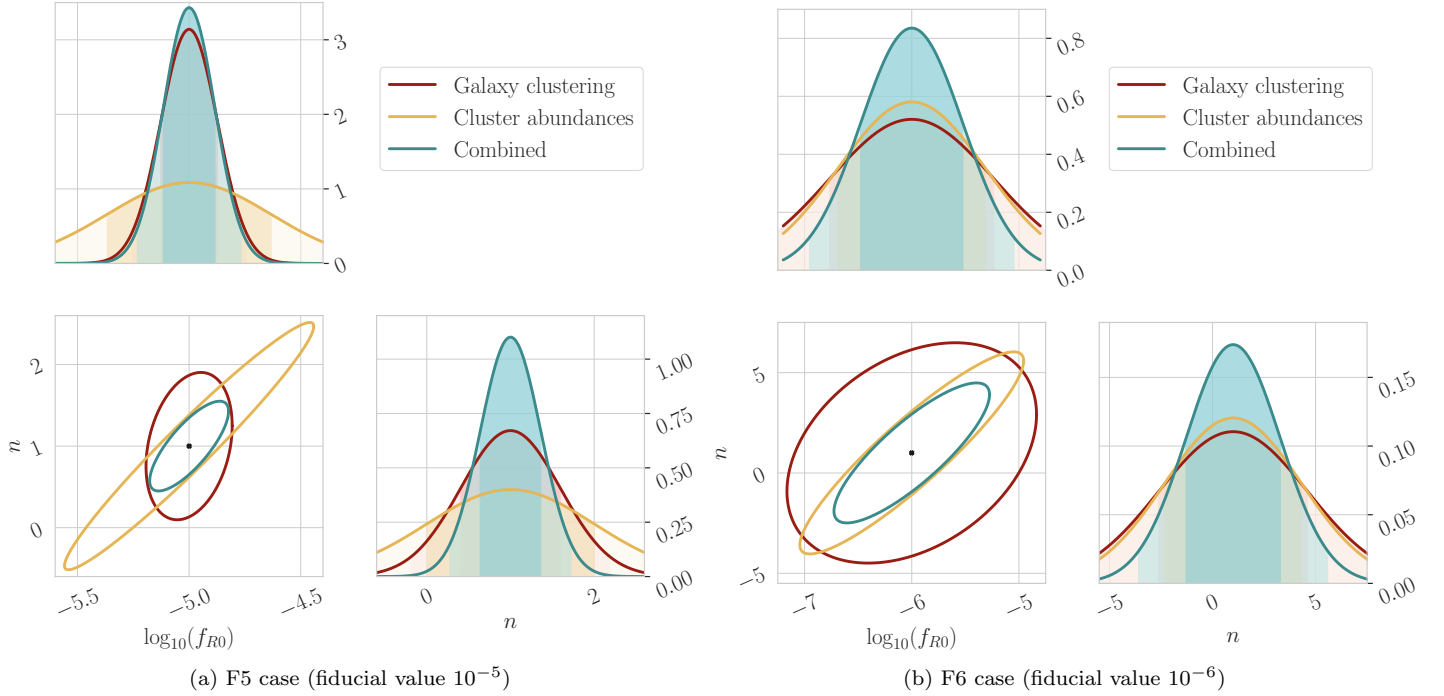 3
2
1
0
Galaxy clustering
Cluster abundances
Combined
0.8
0.6
0.4
0.2
0.0
Galaxy clustering
Cluster abundances
Combined
n
2
1
0
−5.5
−5.0
−4.5
log₁₀(f_{R0})
1.00
0.75
0.50
0.25
0.00
0
2
n
n
5
0
−5
−7
−6
−5
log₁₀(f_{R0})
0.15
0.10
0.05
0.00
−5
0
5
n
(a) F5 case (fiducial value 10⁻⁵)
(b) F6 case (fiducial value 10⁻⁶)